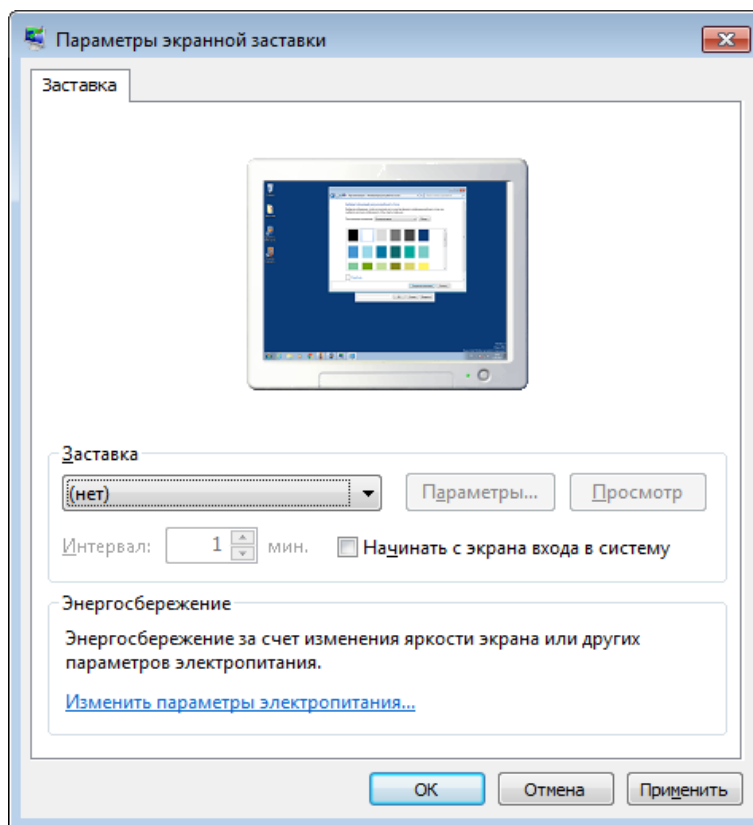 Параметры экранной заставки
Заставка
Заставка
(нет)
Параметры...
Просмотр
Интервал:
1
мин.
Начинать с экрана входа в систему
Энергосбережение
Энергосбережение за счет изменения яркости экрана или других
параметров электропитания.
Изменить параметры электропитания...
ОК
Отмена
Применить